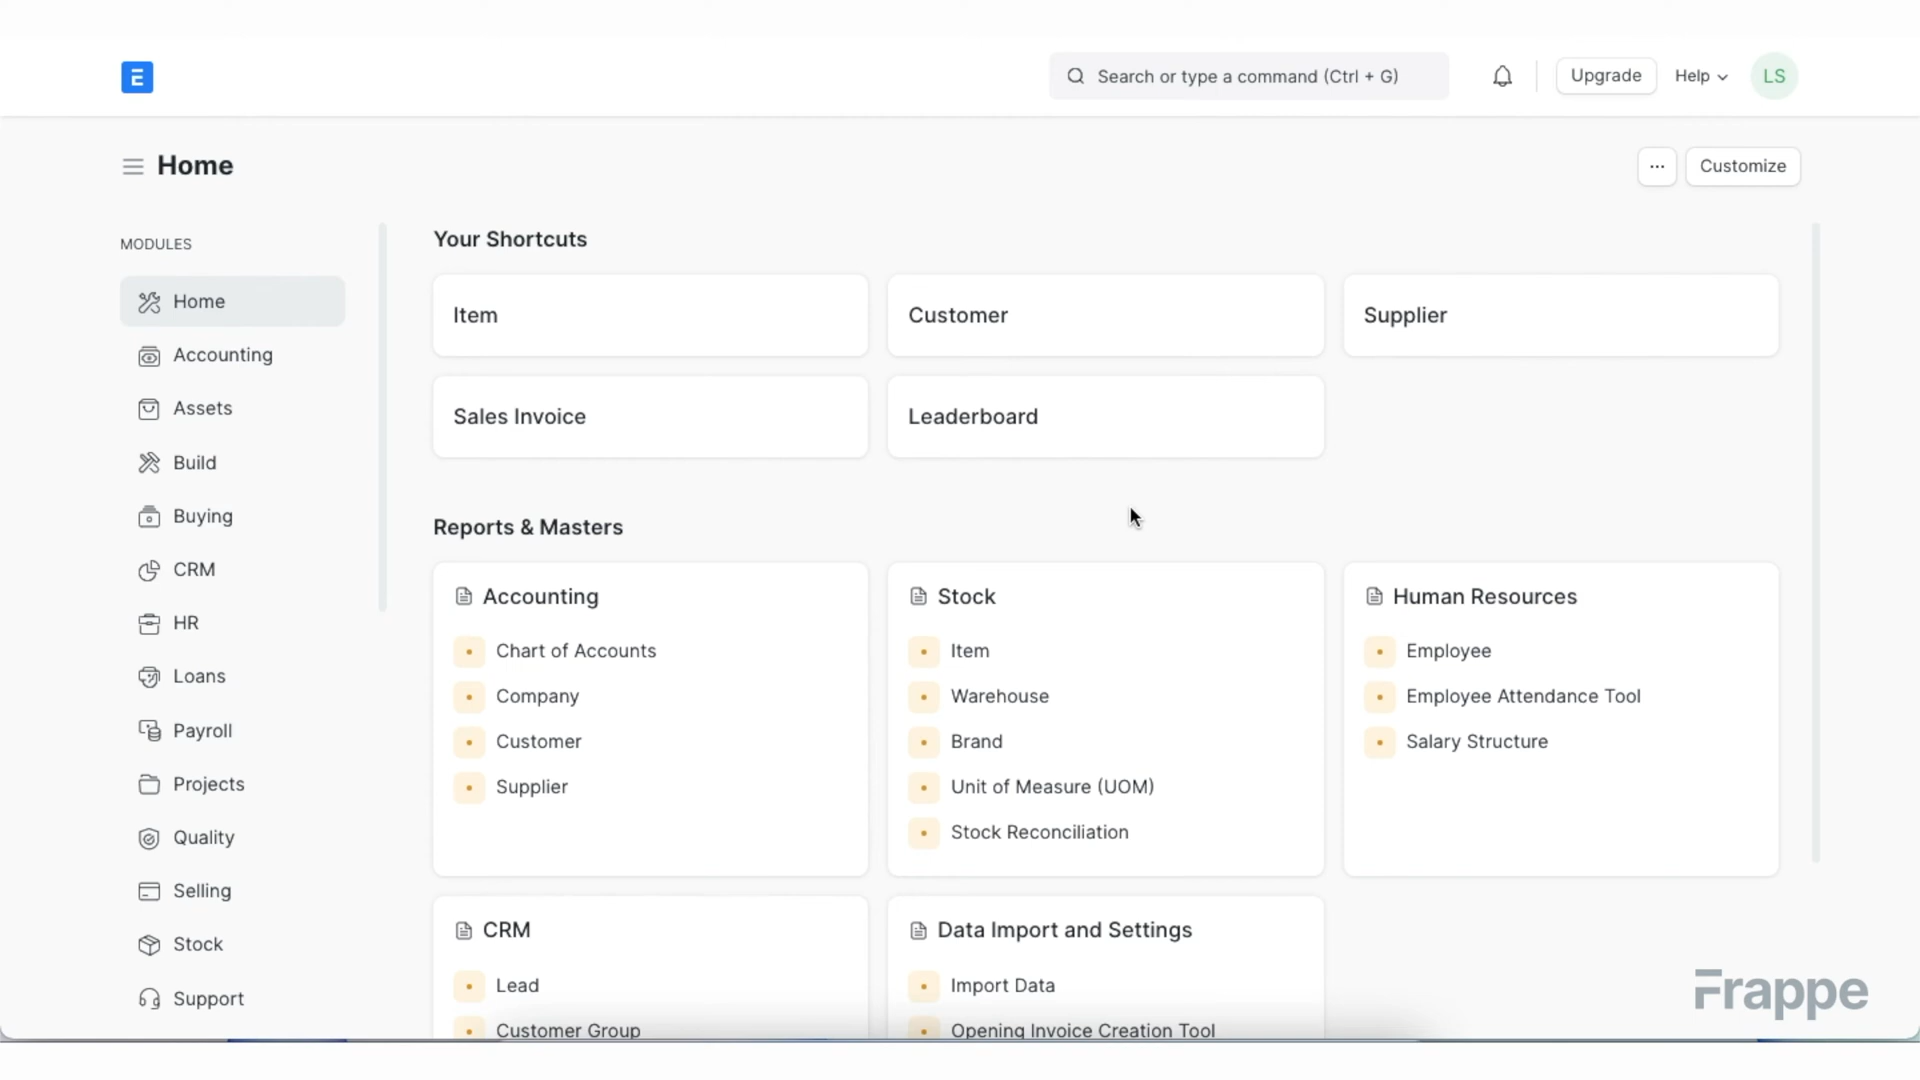 E
Search or type a command (Ctrl + G)
Upgrade
Help
LS
Home
...
Customize
MODULES
Home
Accounting
Assets
Build
Buying
CRM
HR
Loans
Payroll
Projects
Quality
Selling
Stock
Support
Your Shortcuts
Item
Customer
Supplier
Sales Invoice
Leaderboard
Reports & Masters
Accounting
Chart of Accounts
Company
Customer
Supplier
Stock
Item
Warehouse
Brand
Unit of Measure (UOM)
Stock Reconciliation
Human Resources
Employee
Employee Attendance Tool
Salary Structure
CRM
Lead
Customer Group
Data Import and Settings
Import Data
Opening Invoice Creation Tool
Frappe